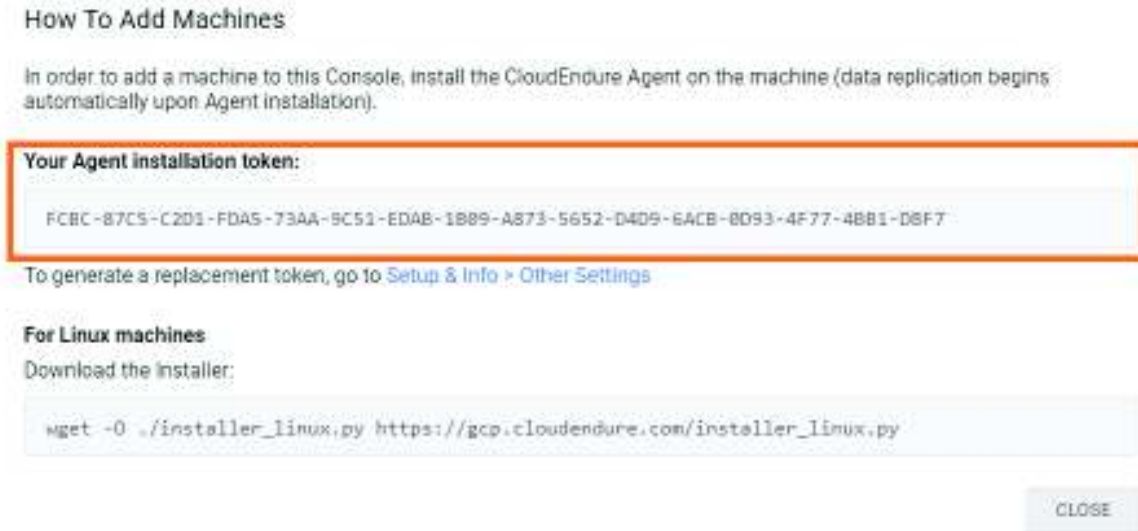 How To Add Machines
In order to add a machine to this Console, install the CloudEndure Agent on the machine (data replication begins
automatically upon Agent installation).
Your Agent installation token:
FCBC-87C5-C2D1-FDA5-73AA-9C51-EDAB-1B89-A873-5652-D4D9-6ACB-0D93-4F77-4BB1-DBF7
To generate a replacement token, go to Setup & Info > Other Settings
For Linux machines
Download the Installer:
wget -O ./installer_linux.py https://gcp.cloudendure.com/installer_linux.py
CLOSE